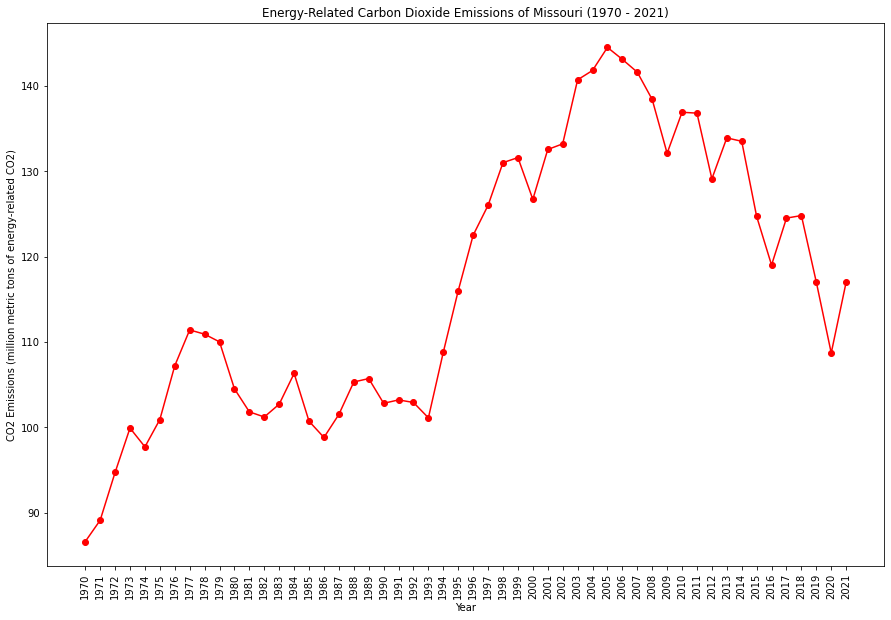 Energy-Related Carbon Dioxide Emissions of Missouri (1970 - 2021)
CO2 Emissions (million metric tons of energy-related CO2)
140
130
120
110
100
90
1970 1971 1972 1973 1974 1975 1976 1977 1978 1979 1980 1981 1982 1983 1984 1985 1986 1987 1988 1989 1990 1991 1992 1993 1994 1995 1996 1997 1998 1999 2000 2001 2002 2003 2004 2005 2006 2007 2008 2009 2010 2011 2012 2013 2014 2015 2016 2017 2018 2019 2020 2021
Year